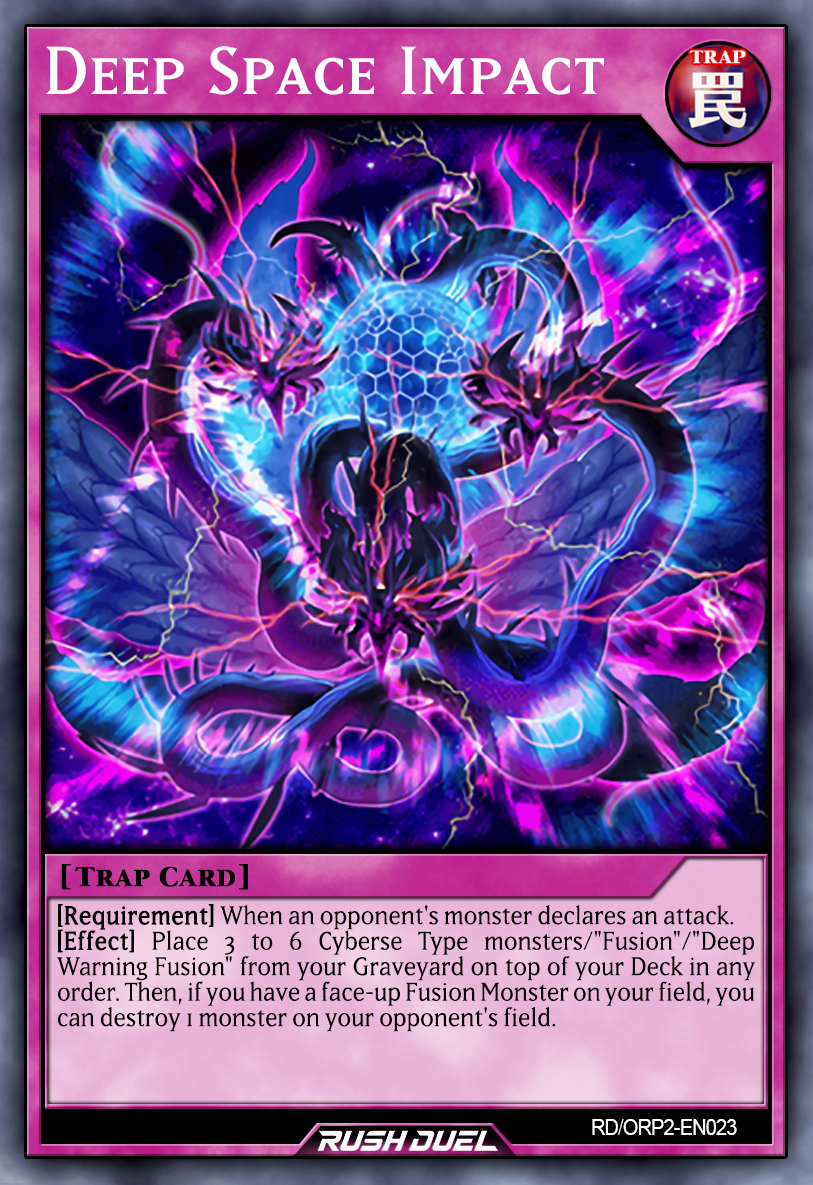 Deep Space Impact
TRAP
罠
[Trap Card]
[Requirement] When an opponent's monster declares an attack.
[Effect] Place 3 to 6 Cyberse Type monsters/"Fusion"/"Deep
Warning Fusion" from your Graveyard on top of your Deck in any
order. Then, if you have a face-up Fusion Monster on your field, you
can destroy 1 monster on your opponent's field.
RD/ORP2-EN023
RUSH DUEL